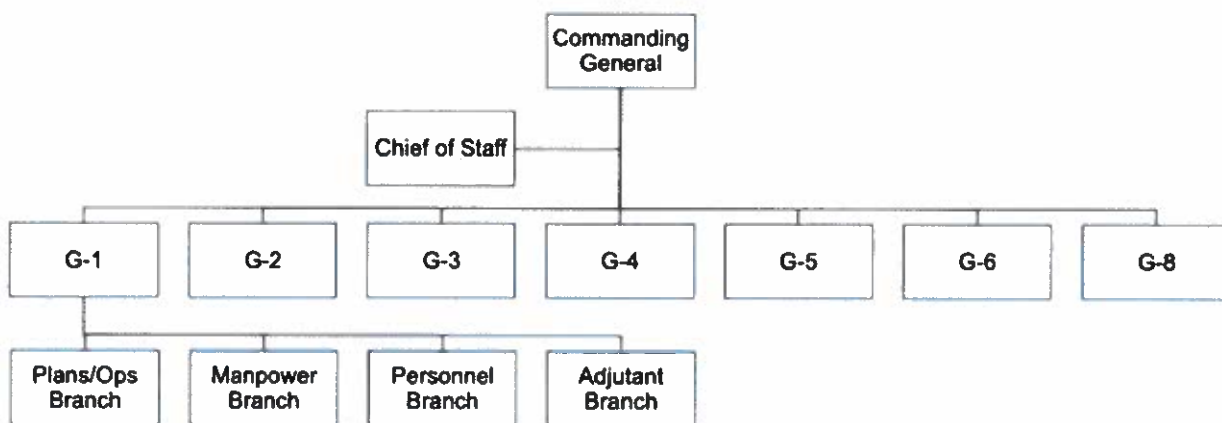 Commanding
General
Chief of Staff
G-1
G-2
G-3
G-4
G-5
G-6
G-8
Plans/Ops
Branch
Manpower
Branch
Personnel
Branch
Adjutant
Branch